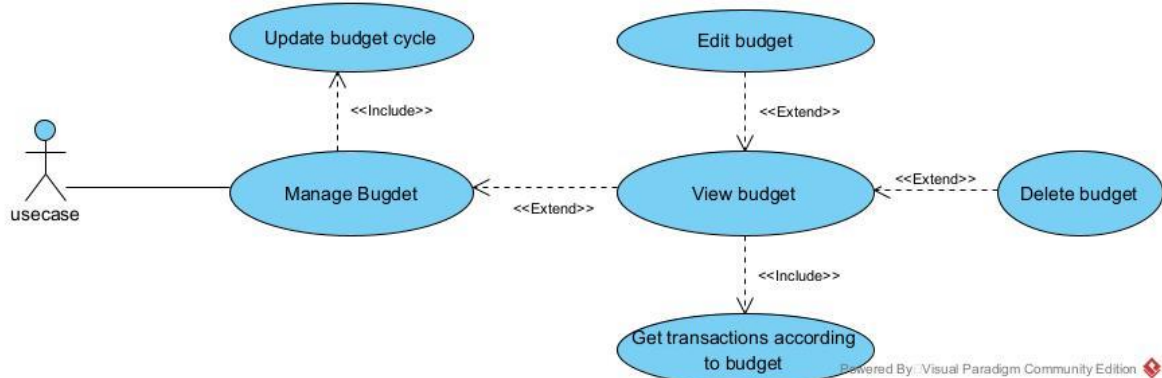 Update budget cycle
Edit budget
<<Include>>
<<Extend>>
usecase
Manage Bugdet
<<Extend>>
View budget
<<Extend>>
Delete budget
<<Include>>
Get transactions according
to budget
Powered By: Visual Paradigm Community Edition